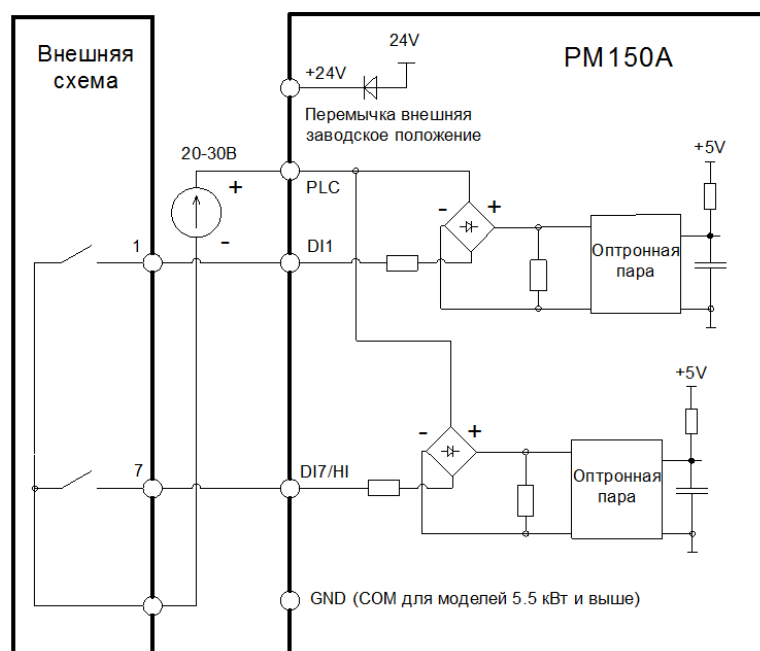 Внешняя
схема
24V
+24V
PM150A
Перемычка внешняя
заводское положение
20-30В
+
-
PLC
- +
+5V
1
DI1
Оптронная
пара
+5V
- +
7
DI7/HI
Оптронная
пара
GND (COM для моделей 5.5 кВт и выше)